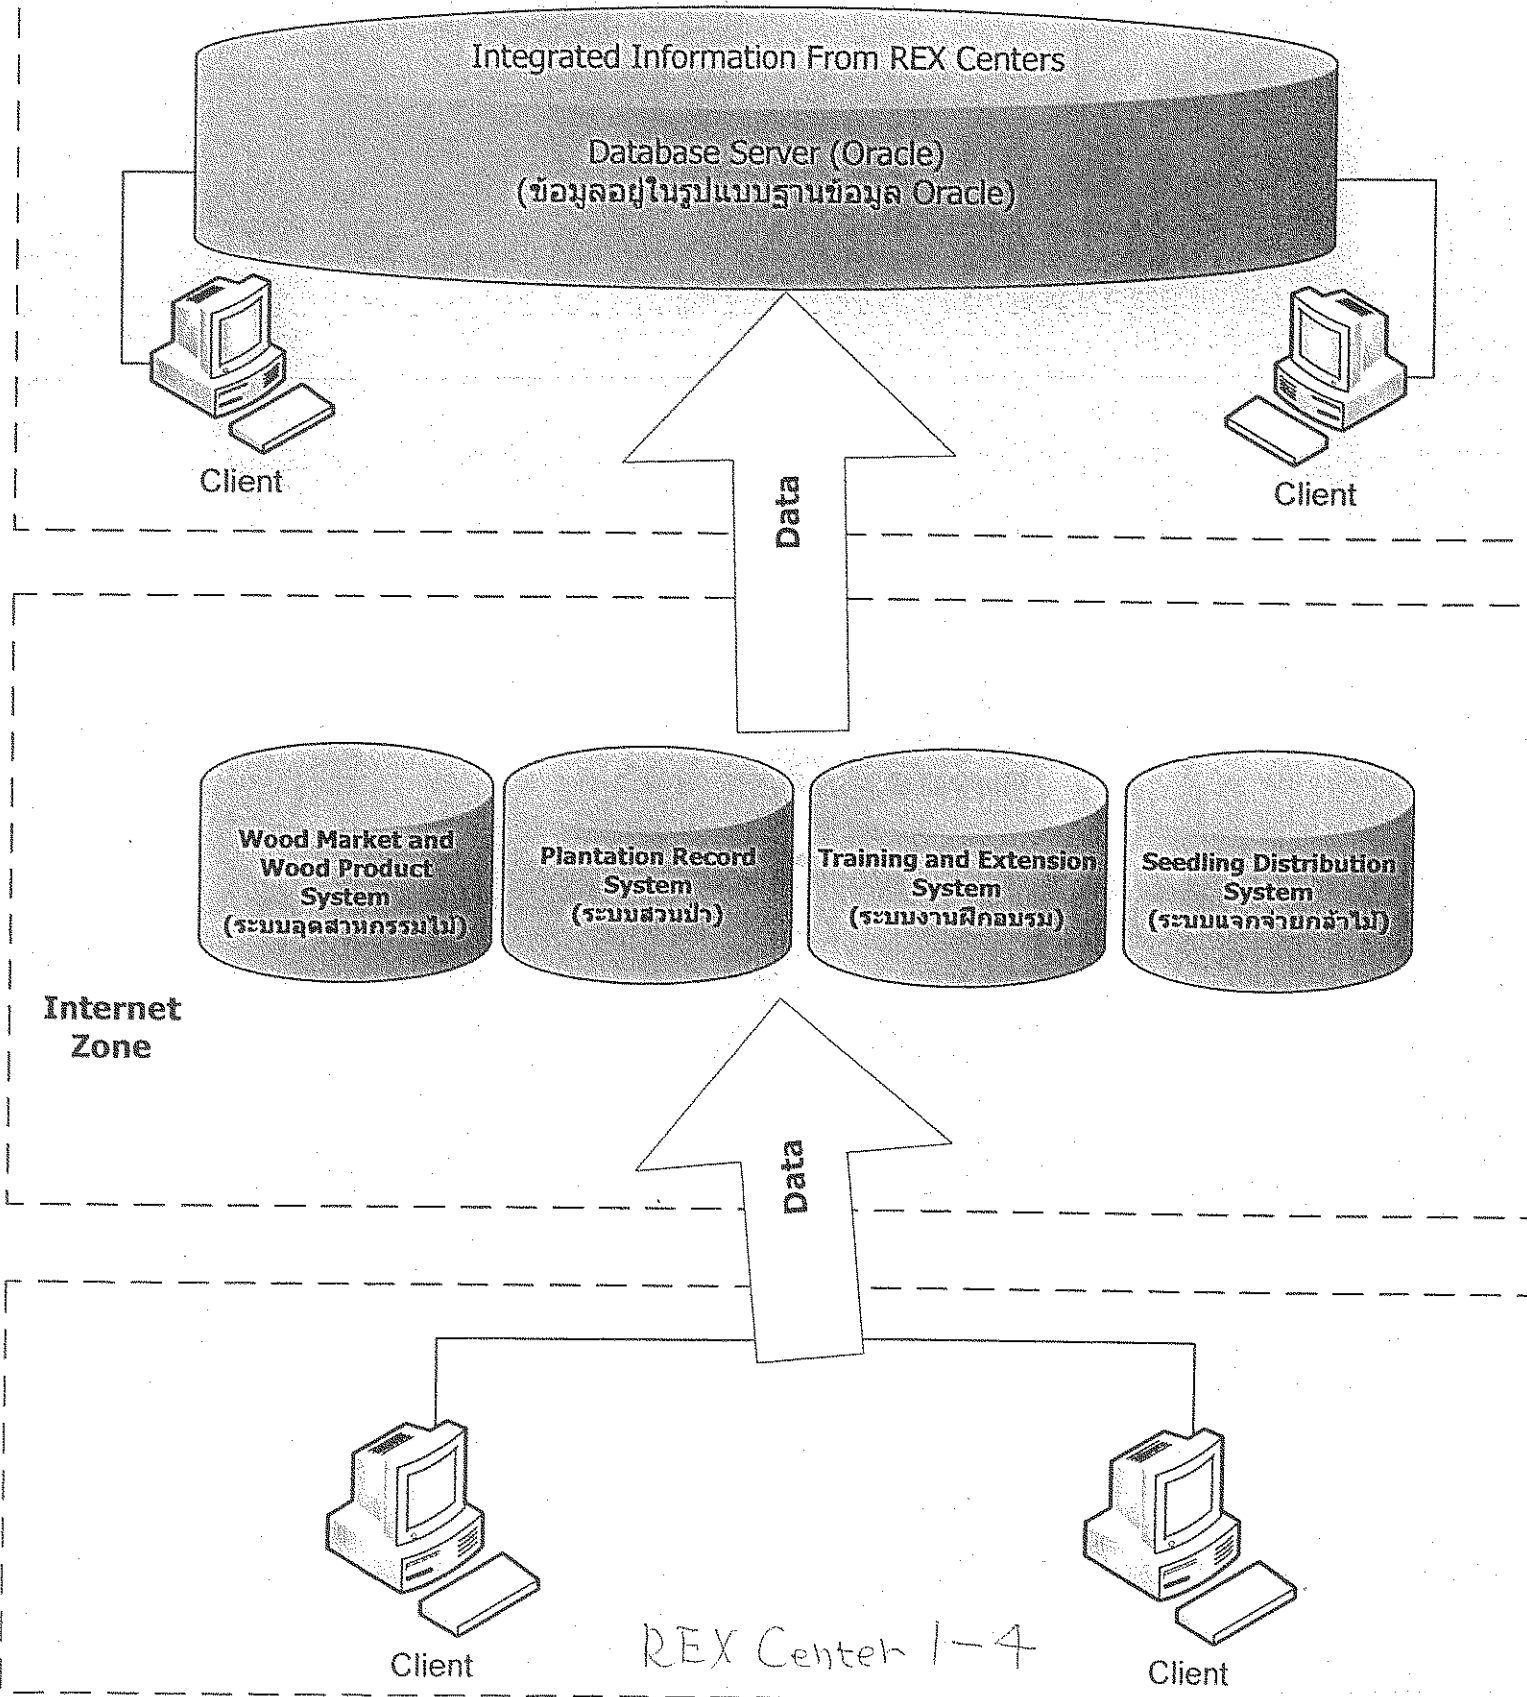 Integrated Information From REX Centers
Database Server (Oracle)
(ข้อมูลอยู่ในรูปแบบฐานข้อมูล Oracle)
Client
Client
Data
Wood Market and
Wood Product
System
(ระบบอุตสาหกรรมไม้)
Plantation Record
System
(ระบบสวนป่า)
Training and Extension
System
(ระบบงานฝึกอบรม)
Seedling Distribution
System
(ระบบแจกจ่ายกล้าไม้)
Internet
Zone
Data
Client
REX Center 1-4
Client